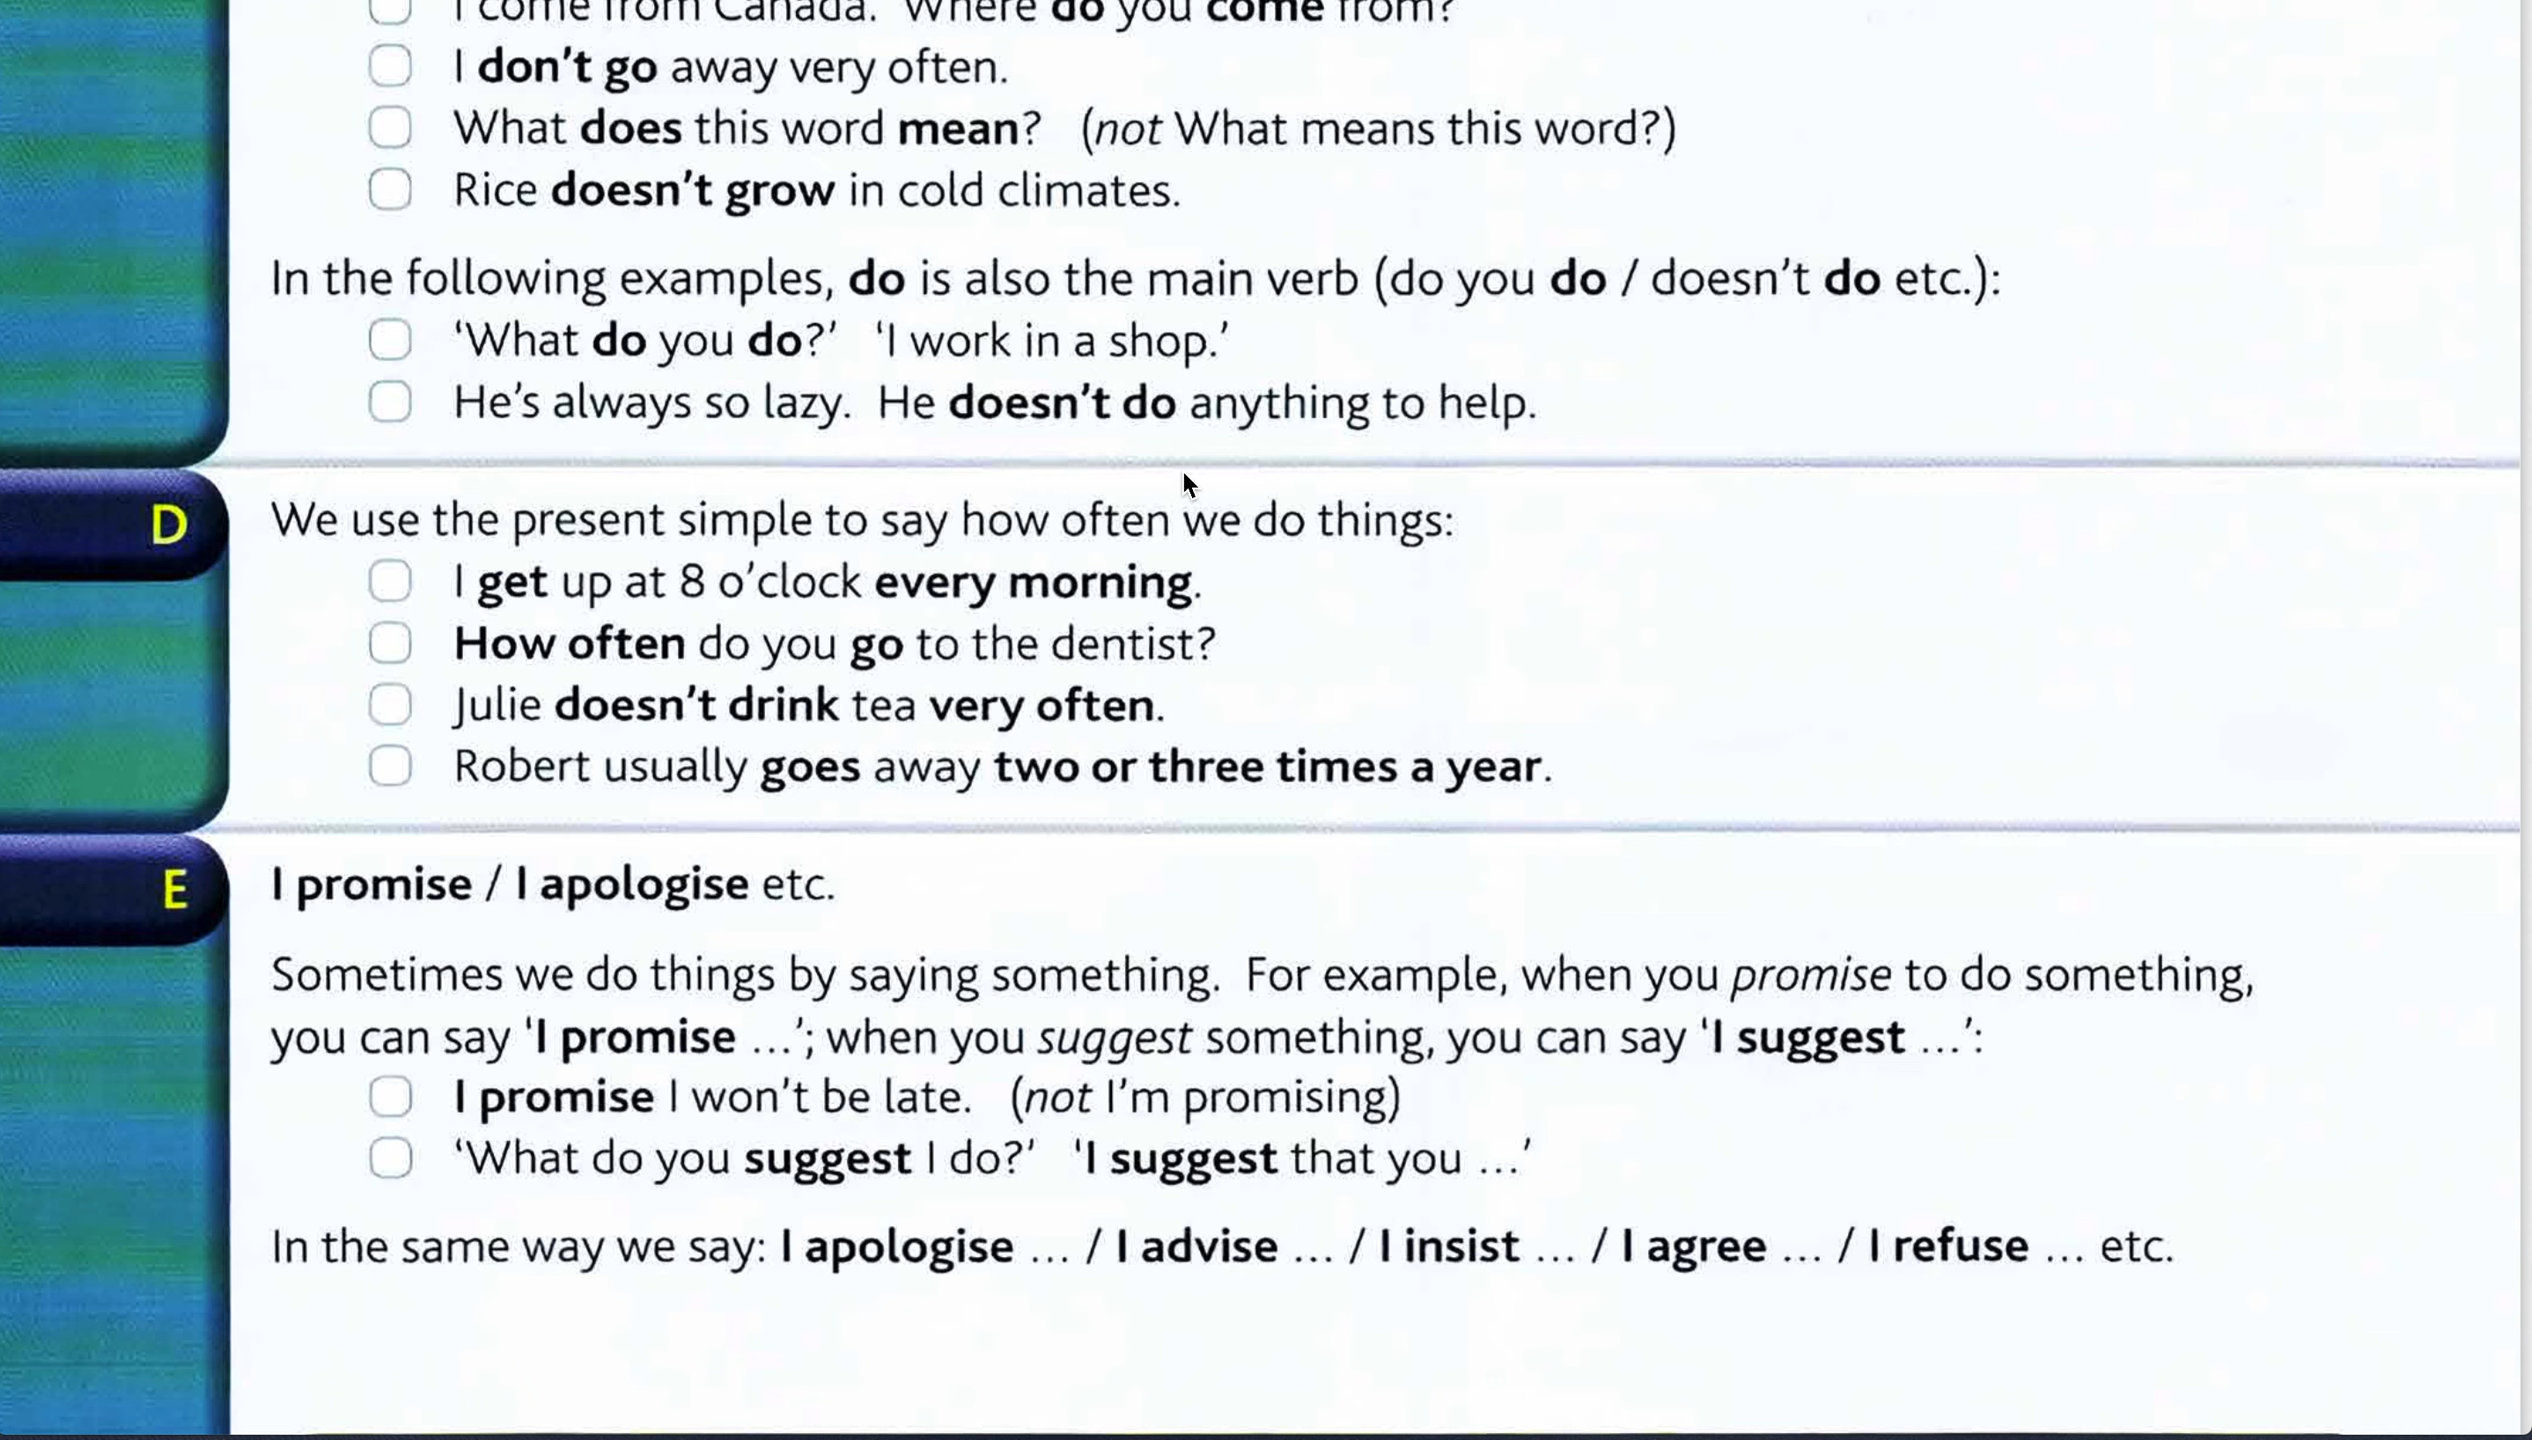 I come from Canada. Where do you come from?
I don't go away very often.
What does this word mean? (not What means this word?)
Rice doesn't grow in cold climates.
In the following examples, do is also the main verb (do you do / doesn't do etc.):
‘What do you do?’ ‘I work in a shop.’
He's always so lazy. He doesn't do anything to help.
D
We use the present simple to say how often we do things:
I get up at 8 o'clock every morning.
How often do you go to the dentist?
Julie doesn't drink tea very often.
Robert usually goes away two or three times a year.
E
I promise / I apologise etc.
Sometimes we do things by saying something. For example, when you promise to do something,
you can say ‘I promise …’; when you suggest something, you can say ‘I suggest …’:
I promise I won't be late. (not I'm promising)
‘What do you suggest I do?’ ‘I suggest that you …’
In the same way we say: I apologise … / I advise … / I insist … / I agree … / I refuse … etc.